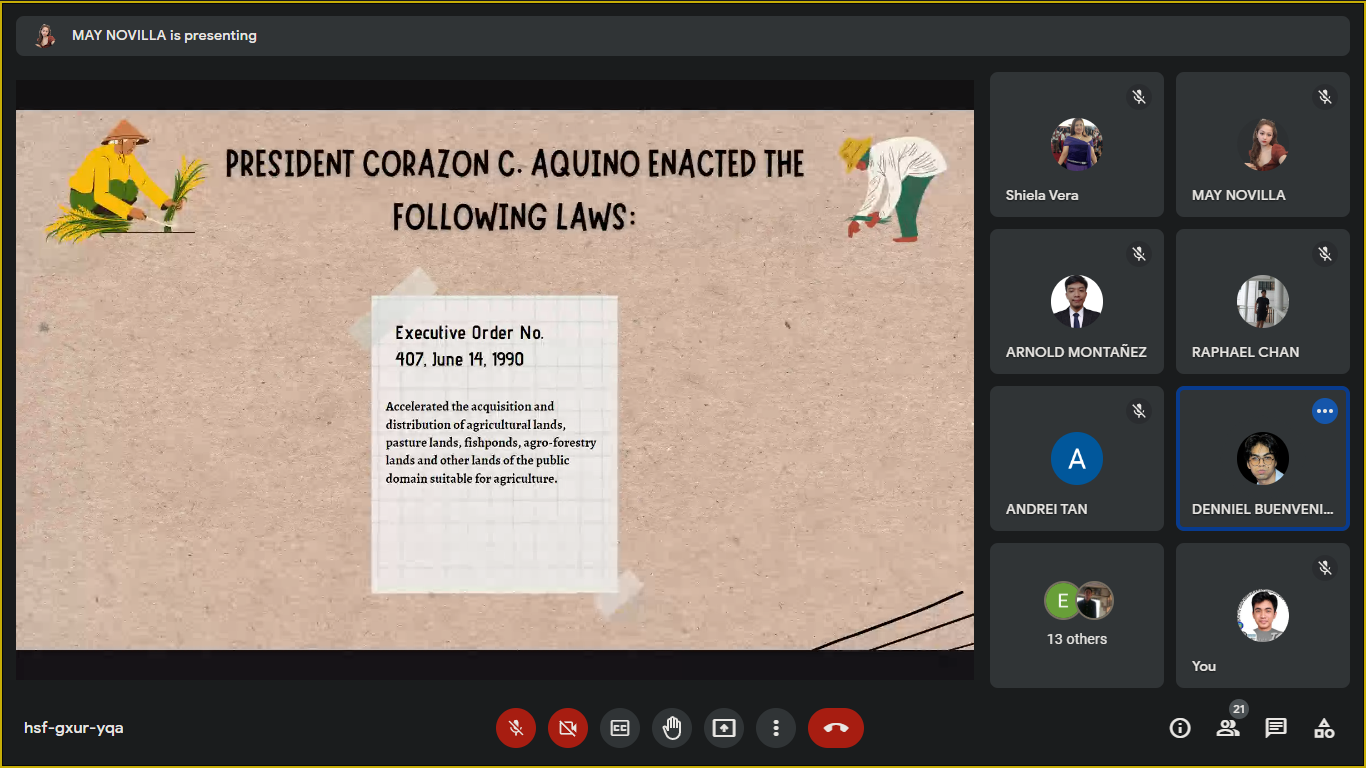 MAY NOVILLA is presenting
PRESIDENT CORAZON C. AQUINO ENACTED THE
FOLLOWING LAWS:
Executive Order No.
407, June 14, 1990
Accelerated the acquisition and
distribution of agricultural lands,
pasture lands, fishponds, agro-forestry
lands and other lands of the public
domain suitable for agriculture.
Shiela Vera
MAY NOVILLA
ARNOLD MONTAÑEZ
RAPHAEL CHAN
A
ANDREI TAN
DENNIEL BUENVENI...
E
13 others
You
hsf-gxur-yqa
CC
21